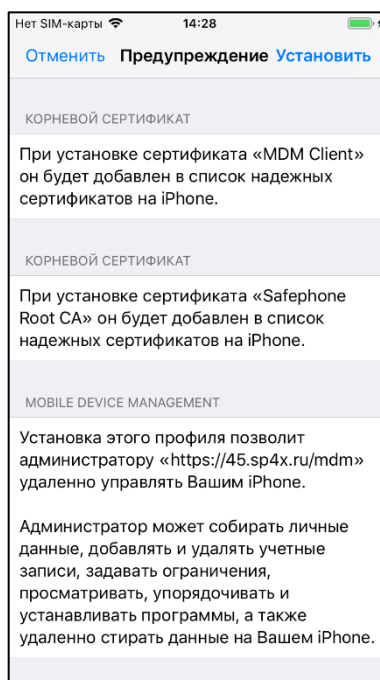 Нет SIM-карты 14:28
Отменить Предупреждение Установить
КОРНЕВОЙ СЕРТИФИКАТ
При установке сертификата «MDM Client»
он будет добавлен в список надежных
сертификатов на iPhone.
КОРНЕВОЙ СЕРТИФИКАТ
При установке сертификата «Safephone
Root CA» он будет добавлен в список
надежных сертификатов на iPhone.
MOBILE DEVICE MANAGEMENT
Установка этого профиля позволит
администратору «https://45.sp4x.ru/mdm»
удаленно управлять Вашим iPhone.
Администратор может собирать личные
данные, добавлять и удалять учетные
записи, задавать ограничения,
просматривать, упорядочивать и
устанавливать программы, а также
удаленно стирать данные на Вашем iPhone.